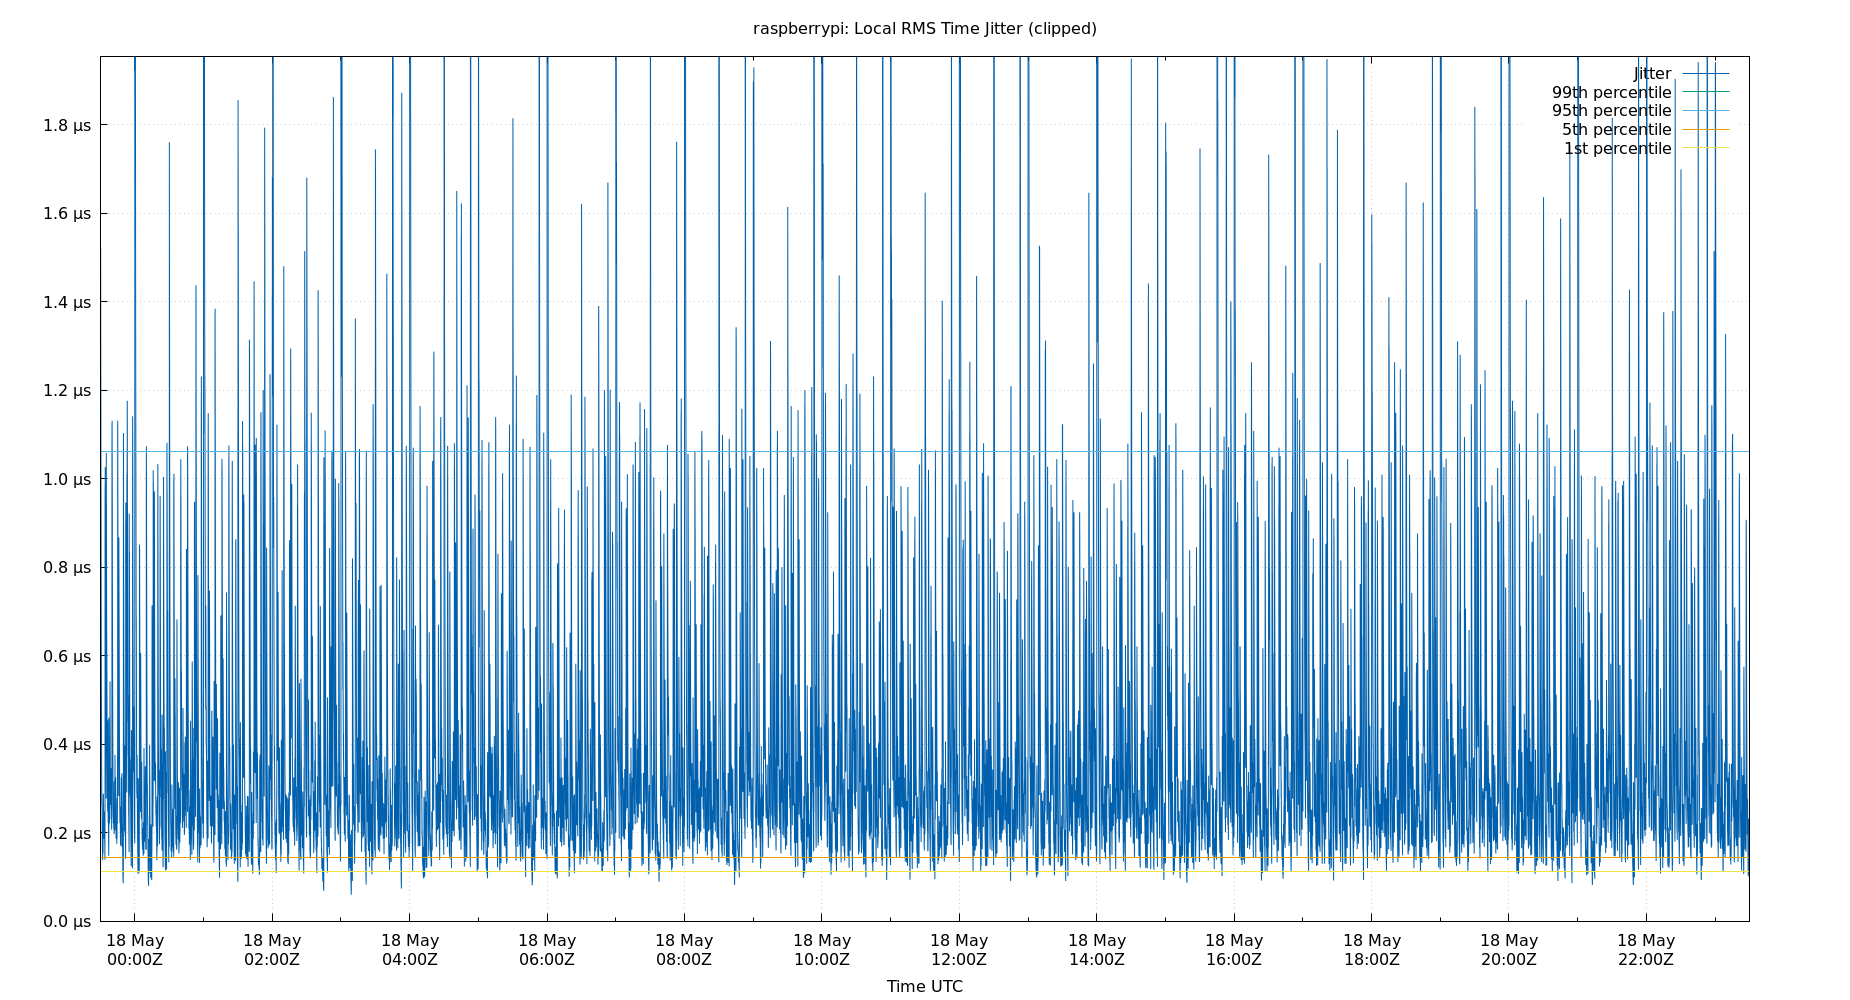 raspberrypi: Local RMS Time Jitter (clipped)
Jitter
99th percentile
95th percentile
5th percentile
1st percentile
1.8 μs
1.6 μs
1.4 μs
1.2 μs
1.0 μs
0.8 μs
0.6 μs
0.4 μs
0.2 μs
0.0 μs
18 May 18 May 18 May 18 May 18 May 18 May 18 May 18 May 18 May 18 May 18 May 18 May
00:00Z 02:00Z 04:00Z 06:00Z 08:00Z 10:00Z 12:00Z 14:00Z 16:00Z 18:00Z 20:00Z 22:00Z
Time UTC